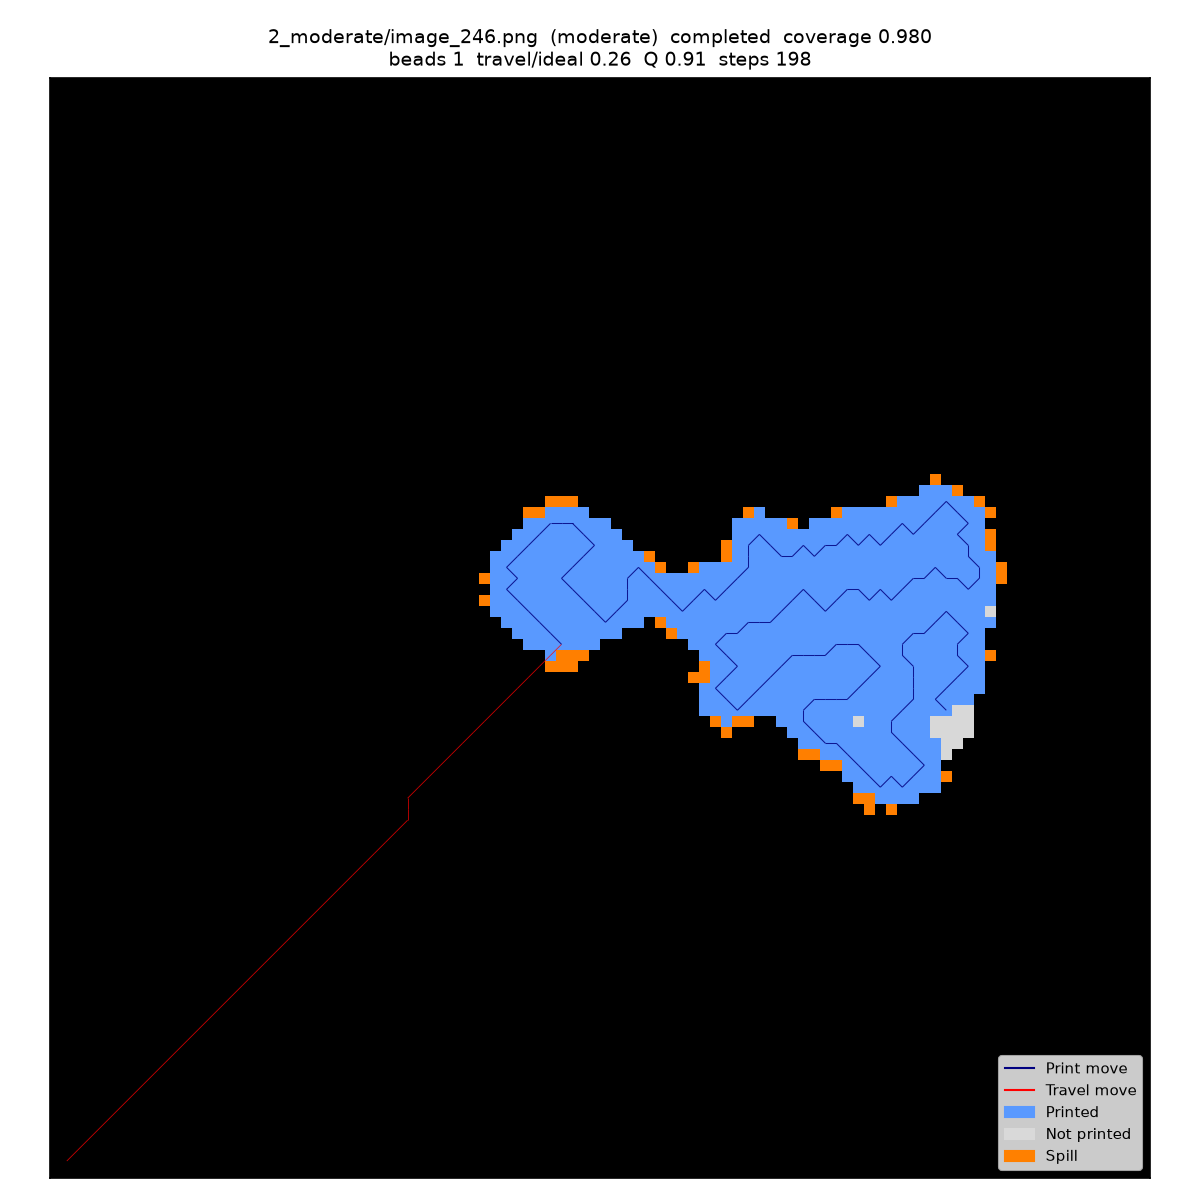 2_moderate/image_246.png  (moderate)  completed  coverage 0.980
beads 1  travel/ideal 0.26  Q 0.91  steps 198
Print move
Travel move
Printed
Not printed
Spill